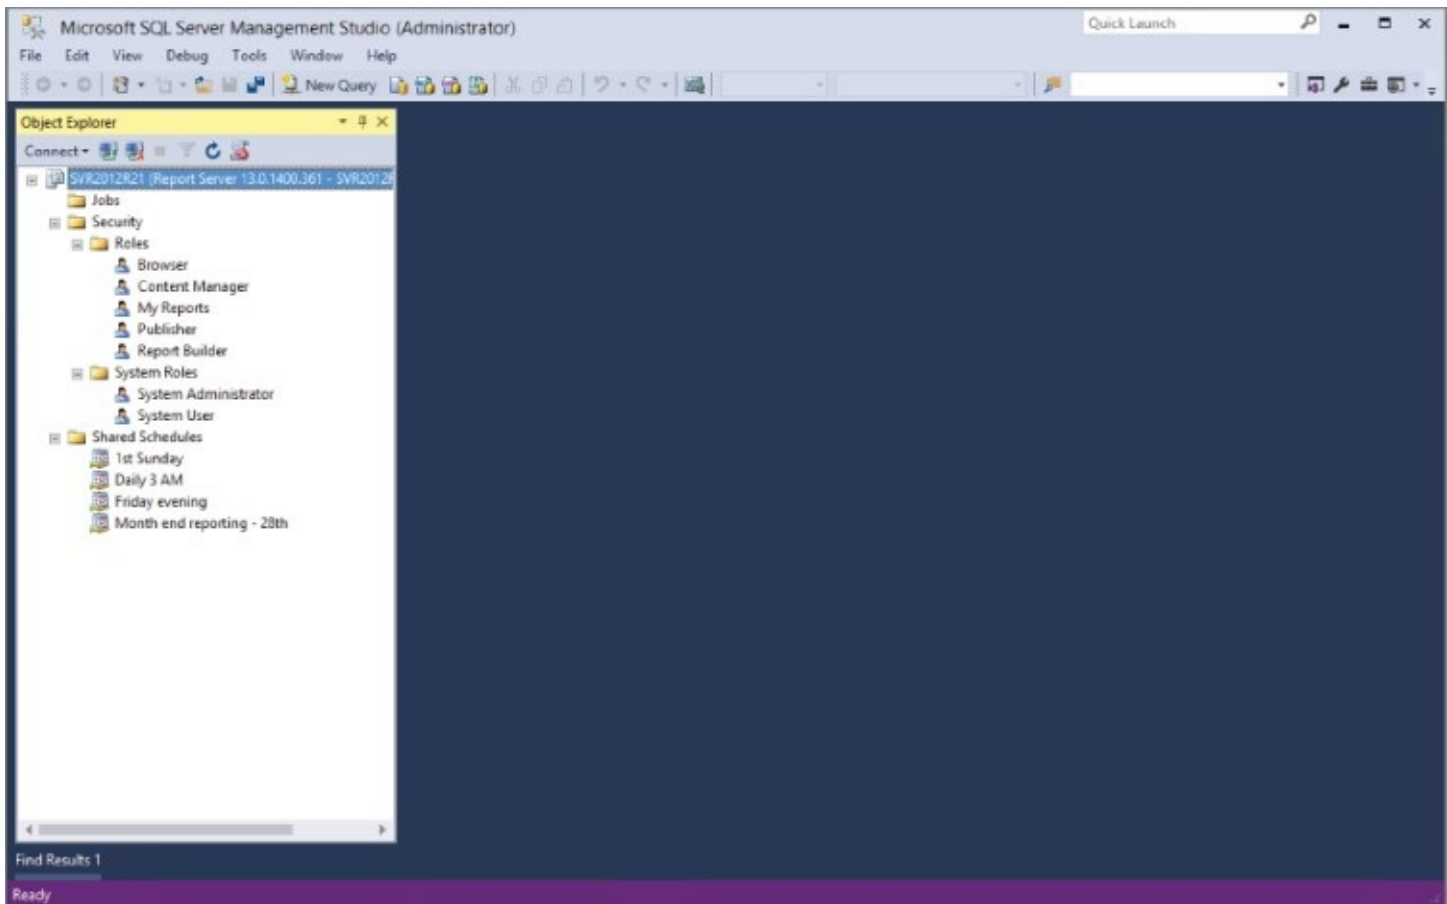 Microsoft SQL Server Management Studio (Administrator)
Quick Launch
File Edit View Debug Tools Window Help
New Query
Object Explorer
Connect
SVR2012R21 (Report Server 13.0.1400.361 - SVR2012R
Jobs
Security
Roles
Browser
Content Manager
My Reports
Publisher
Report Builder
System Roles
System Administrator
System User
Shared Schedules
1st Sunday
Daily 3 AM
Friday evening
Month end reporting - 28th
Find Results 1
Ready